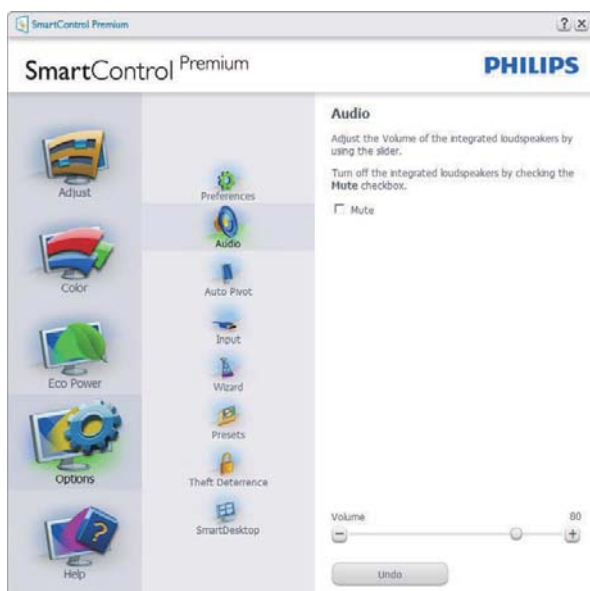 SmartControl Premium
SmartControl Premium
PHILIPS
Adjust
Color
Eco Power
Options
Help
Preferences
Audio
Auto Pivot
Input
Wizard
Presets
Theft Deterrence
SmartDesktop
Audio
Adjust the Volume of the integrated loudspeakers by
using the slider.
Turn off the integrated loudspeakers by checking the
Mute checkbox.
Mute
Volume 80
Undo